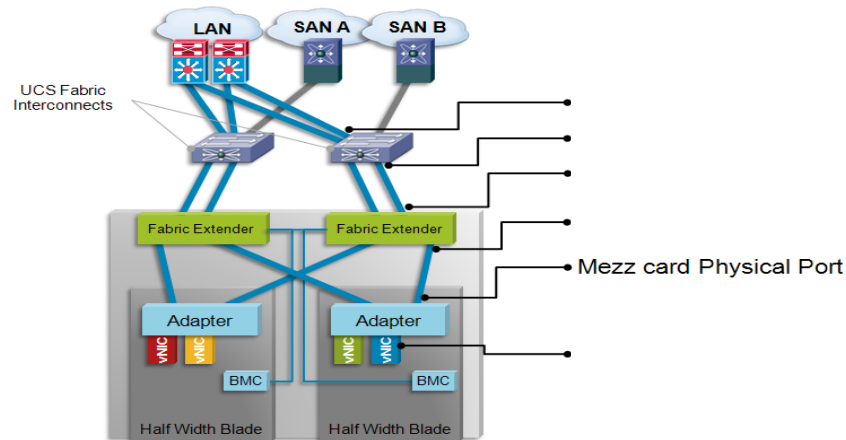 LAN
SAN A
SAN B
UCS Fabric
Interconnects
Fabric Extender
Fabric Extender
Mezz card Physical Port
Adapter
Adapter
vNIC
vNIC
vNIC
vNIC
BMC
BMC
Half Width Blade
Half Width Blade